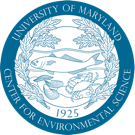 UNIVERSITY OF MARYLAND
CENTER FOR ENVIRONMENTAL SCIENCE
1925